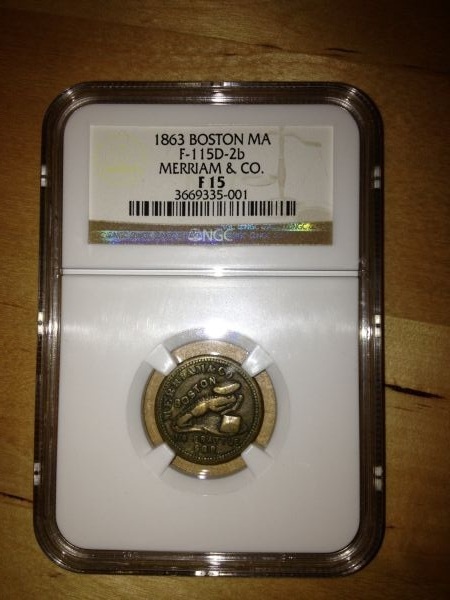 1863 BOSTON MA
F-115D-2b
MERRIAM & CO.
F 15
3669335-001
NGC
BOSTON